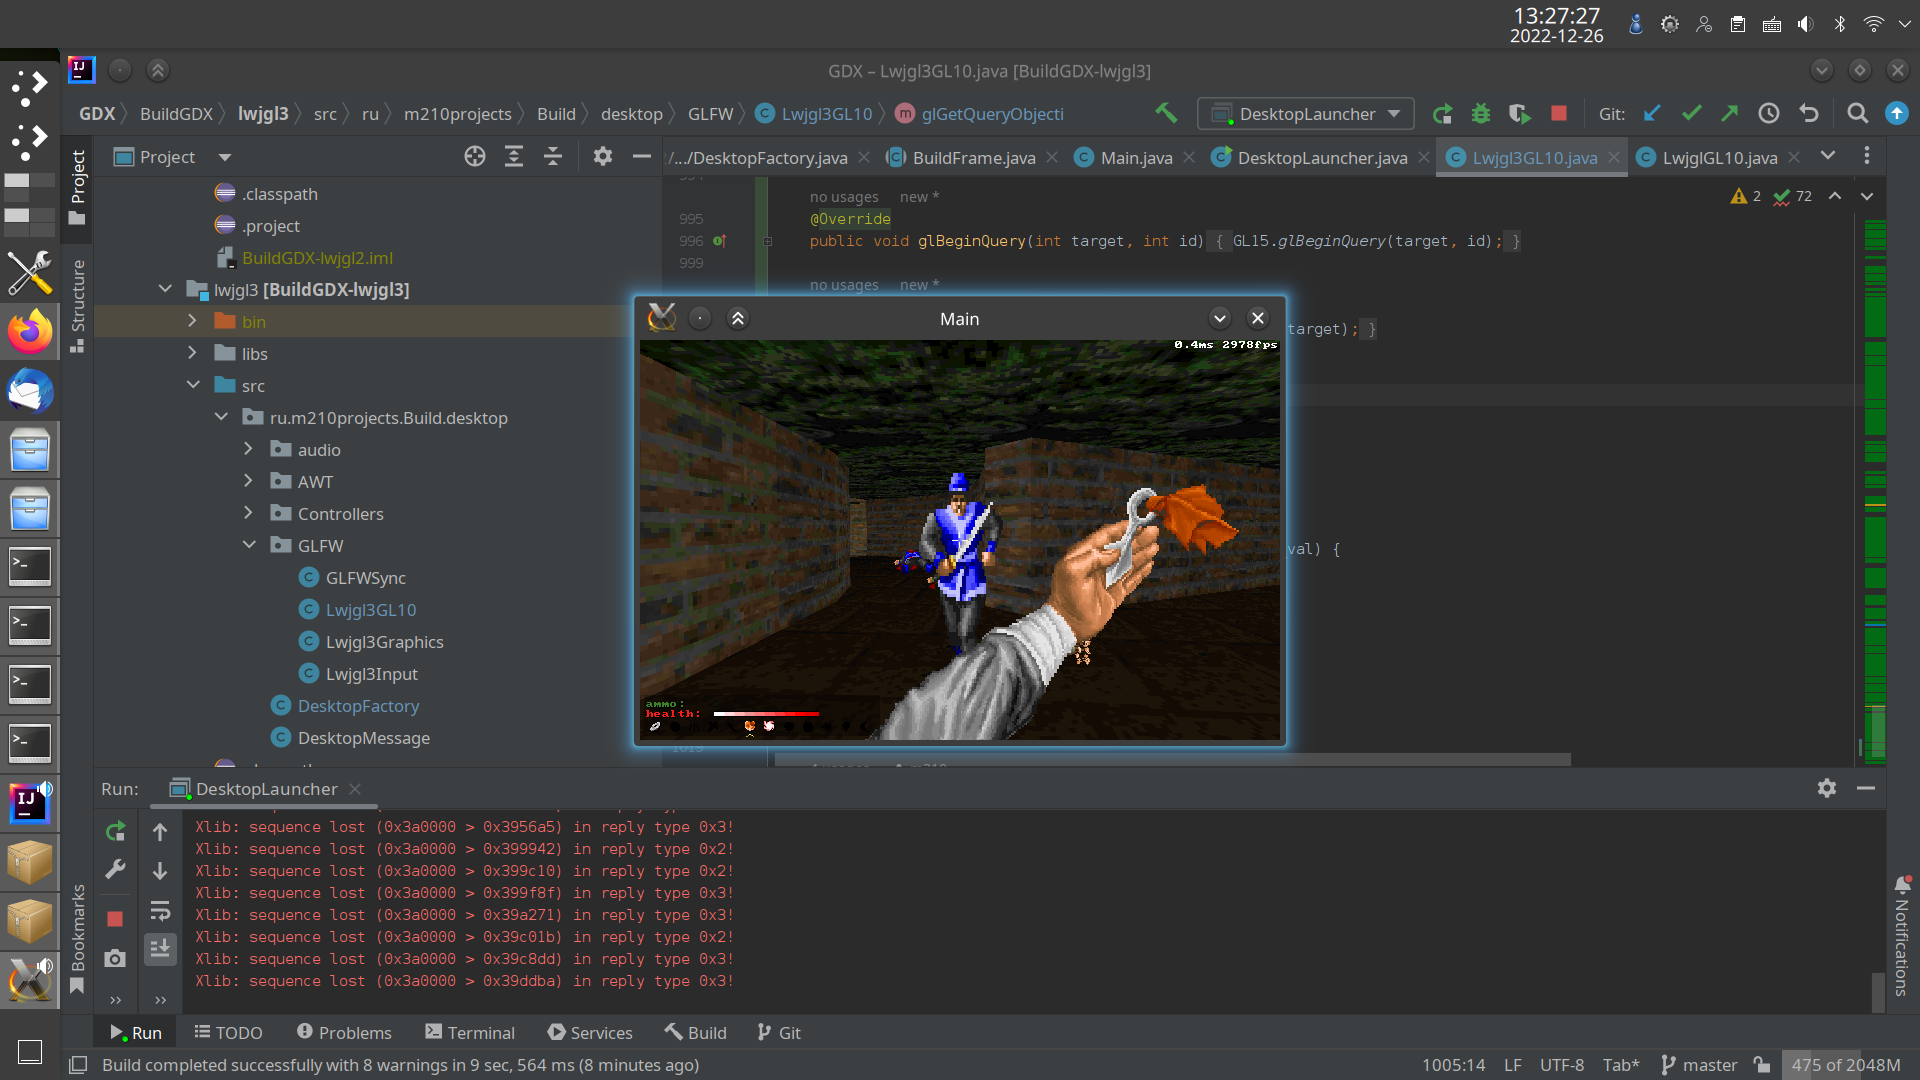 13:27:27
2022-12-26
GDX – Lwjgl3GL10.java [BuildGDX-lwjgl3]
GDX BuildGDX lwjgl3 src ru m210projects Build desktop GLFW Lwjgl3GL10 glGetQueryObjecti
DesktopLauncher
Git:
Project
/.../DesktopFactory.java
BuildFrame.java
Main.java
DesktopLauncher.java
Lwjgl3GL10.java
LwjglGL10.java
Project
Structure
Bookmarks
Notifications
.classpath
.project
BuildGDX-lwjgl2.iml
lwjgl3 [BuildGDX-lwjgl3]
bin
libs
src
ru.m210projects.Build.desktop
audio
AWT
Controllers
GLFW
GLFWSync
Lwjgl3GL10
Lwjgl3Graphics
Lwjgl3Input
DesktopFactory
DesktopMessage
2 72
no usages new *
995 @Override
996 public void glBeginQuery(int target, int id) { GL15.glBeginQuery(target, id); }
999
no usages new *
target); }
val) {
Main
0.4ms 2978fps
ammo:
health:
Run: DesktopLauncher
Xlib: sequence lost (0x3a0000 > 0x3956a5) in reply type 0x3!
Xlib: sequence lost (0x3a0000 > 0x399942) in reply type 0x2!
Xlib: sequence lost (0x3a0000 > 0x399c10) in reply type 0x2!
Xlib: sequence lost (0x3a0000 > 0x399f8f) in reply type 0x3!
Xlib: sequence lost (0x3a0000 > 0x39a271) in reply type 0x3!
Xlib: sequence lost (0x3a0000 > 0x39c01b) in reply type 0x2!
Xlib: sequence lost (0x3a0000 > 0x39c8dd) in reply type 0x3!
Xlib: sequence lost (0x3a0000 > 0x39ddba) in reply type 0x3!
Run TODO Problems Terminal Services Build Git
Build completed successfully with 8 warnings in 9 sec, 564 ms (8 minutes ago)
1005:14 LF UTF-8 Tab* master 475 of 2048M